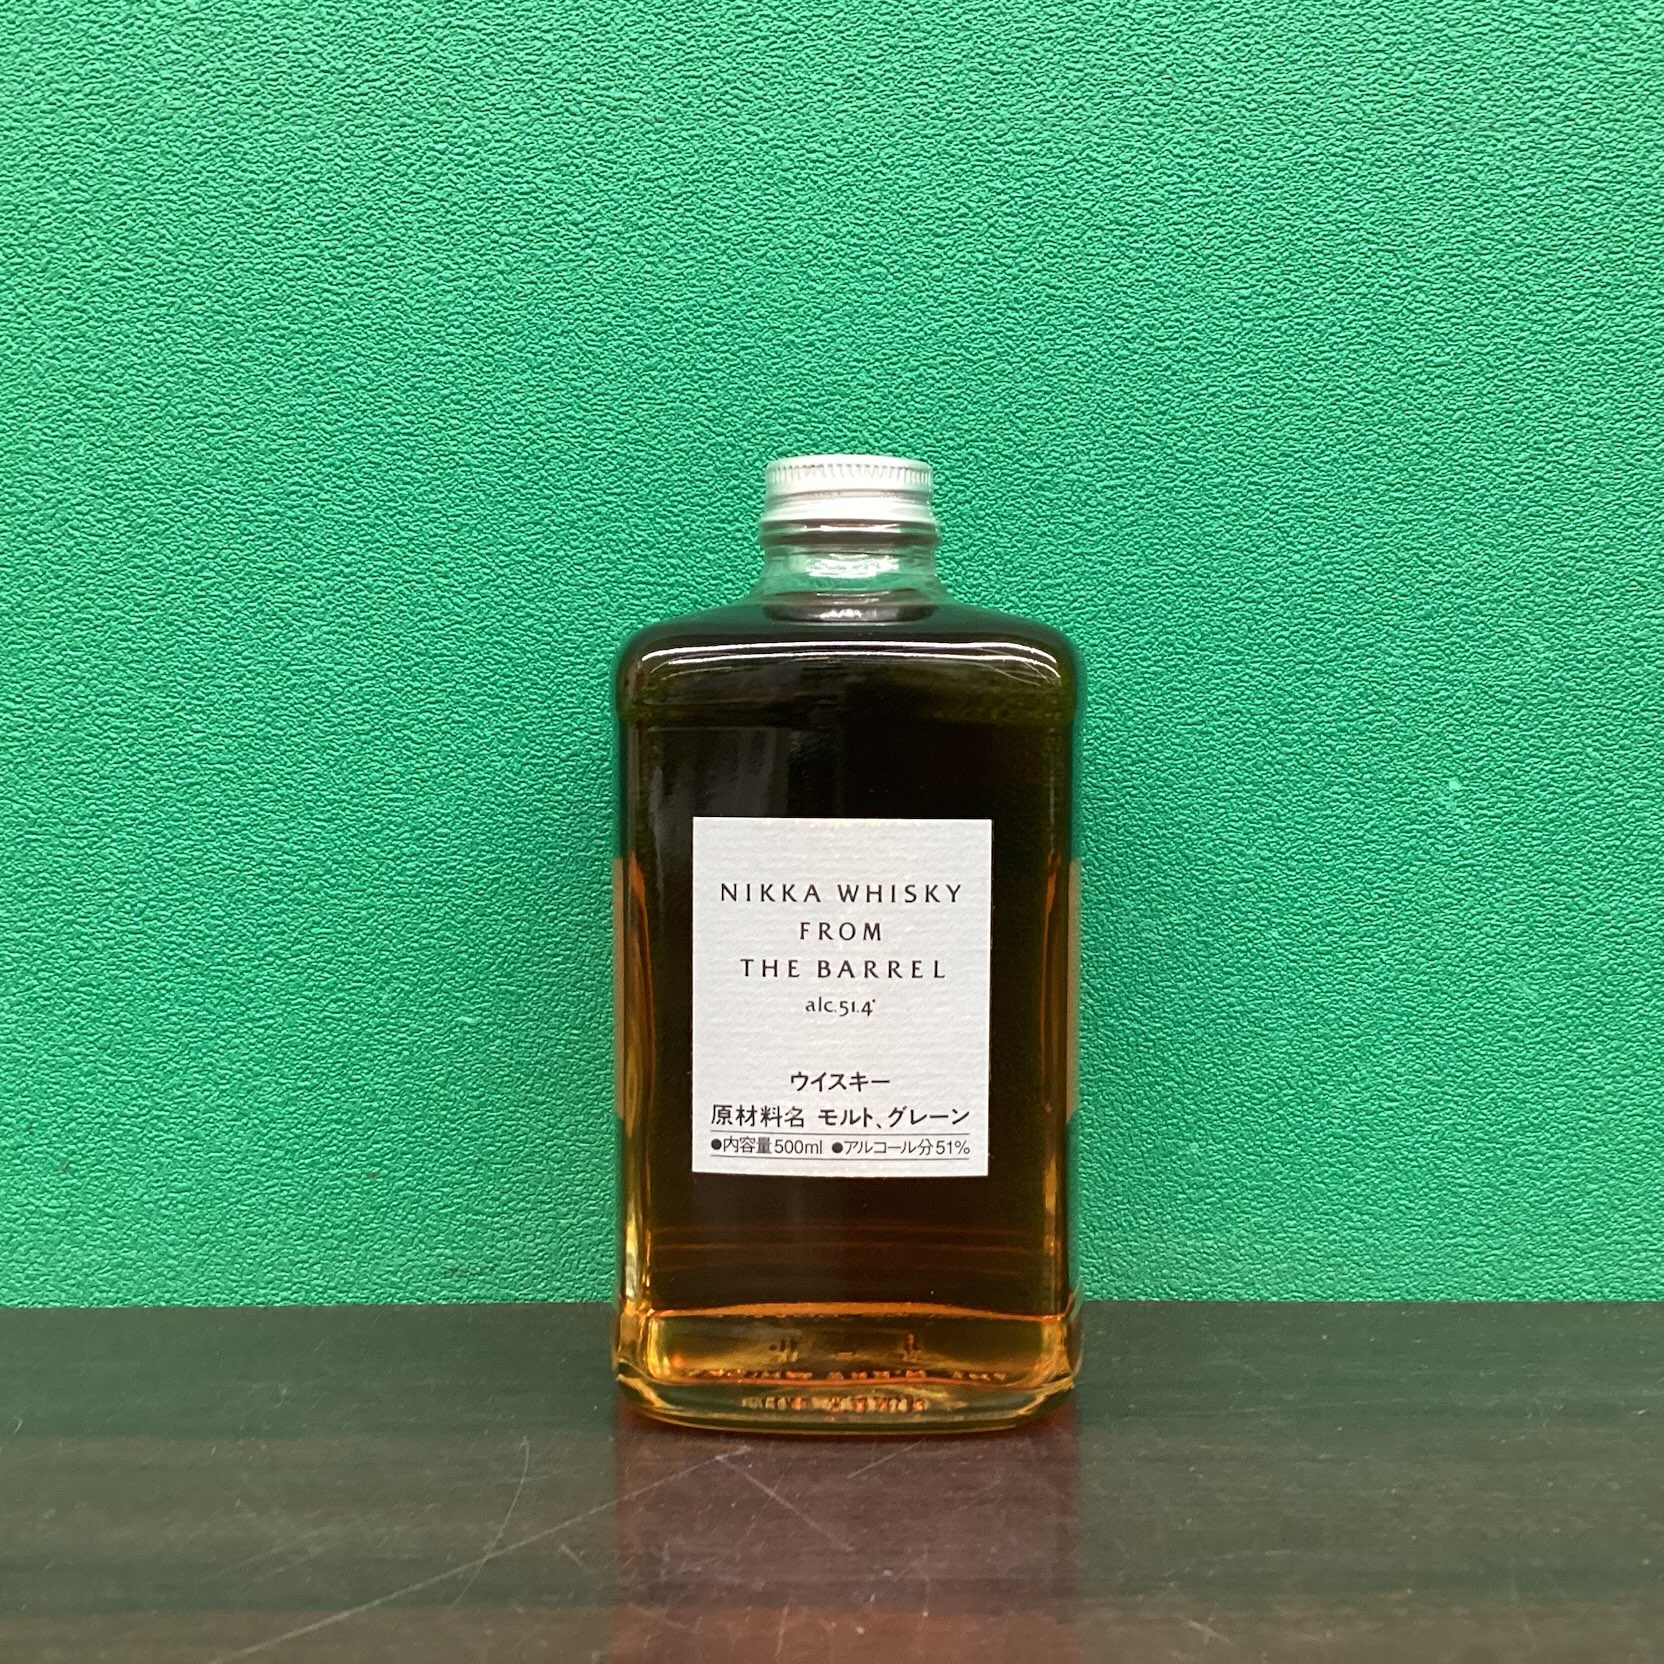 NIKKA WHISKY
FROM
THE BARREL
alc.51.4°
ウイスキー
原材料名 モルト、グレーン
●内容量500ml ●アルコール分51%